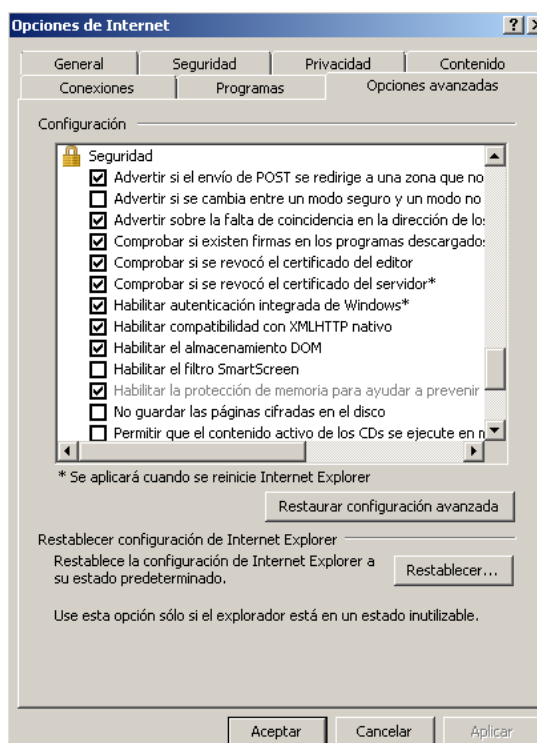 Opciones de Internet
General Seguridad Privacidad Contenido
Conexiones Programas Opciones avanzadas
Configuración
Seguridad
Advertir si el envío de POST se redirige a una zona que no
Advertir si se cambia entre un modo seguro y un modo no
Advertir sobre la falta de coincidencia en la dirección de
Comprobar si existen firmas en los programas
Comprobar si se revocó el certificado del editor
Comprobar si se revocó el certificado del servidor*
Habilitar autenticación integrada de Windows*
Habilitar compatibilidad con XMLHTTP nativo
Habilitar el almacenamiento DOM
Habilitar el filtro SmartScreen
Habilitar la protección de memoria para ayudar a prevenir
No guardar las páginas cifradas en el disco
Permitir que el contenido activo de los CDs se ejecute en
* Se aplicará cuando se reinicie Internet Explorer
Restaurar configuración avanzada
Restablecer configuración de Internet Explorer
Restablece la configuración de Internet Explorer a
su estado predeterminado.
Restablecer...
Use esta opción sólo si el explorador está en un estado inutilizable.
Aceptar Cancelar Aplicar